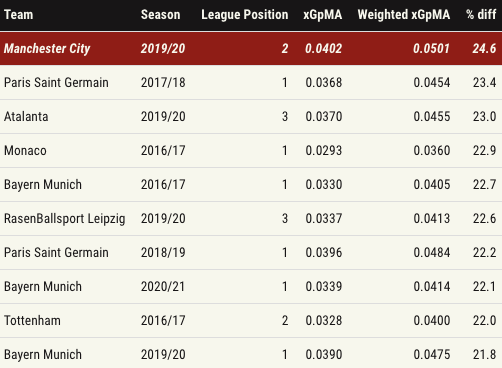 Team Season League Position xGpMA Weighted xGpMA % diff
Manchester City 2019/20 2 0.0402 0.0501 24.6
Paris Saint Germain 2017/18 1 0.0368 0.0454 23.4
Atalanta 2019/20 3 0.0370 0.0455 23.0
Monaco 2016/17 1 0.0293 0.0360 22.9
Bayern Munich 2016/17 1 0.0330 0.0405 22.7
RasenBallsport Leipzig 2019/20 3 0.0337 0.0413 22.6
Paris Saint Germain 2018/19 1 0.0396 0.0484 22.2
Bayern Munich 2020/21 1 0.0339 0.0414 22.1
Tottenham 2016/17 2 0.0328 0.0400 22.0
Bayern Munich 2019/20 1 0.0390 0.0475 21.8